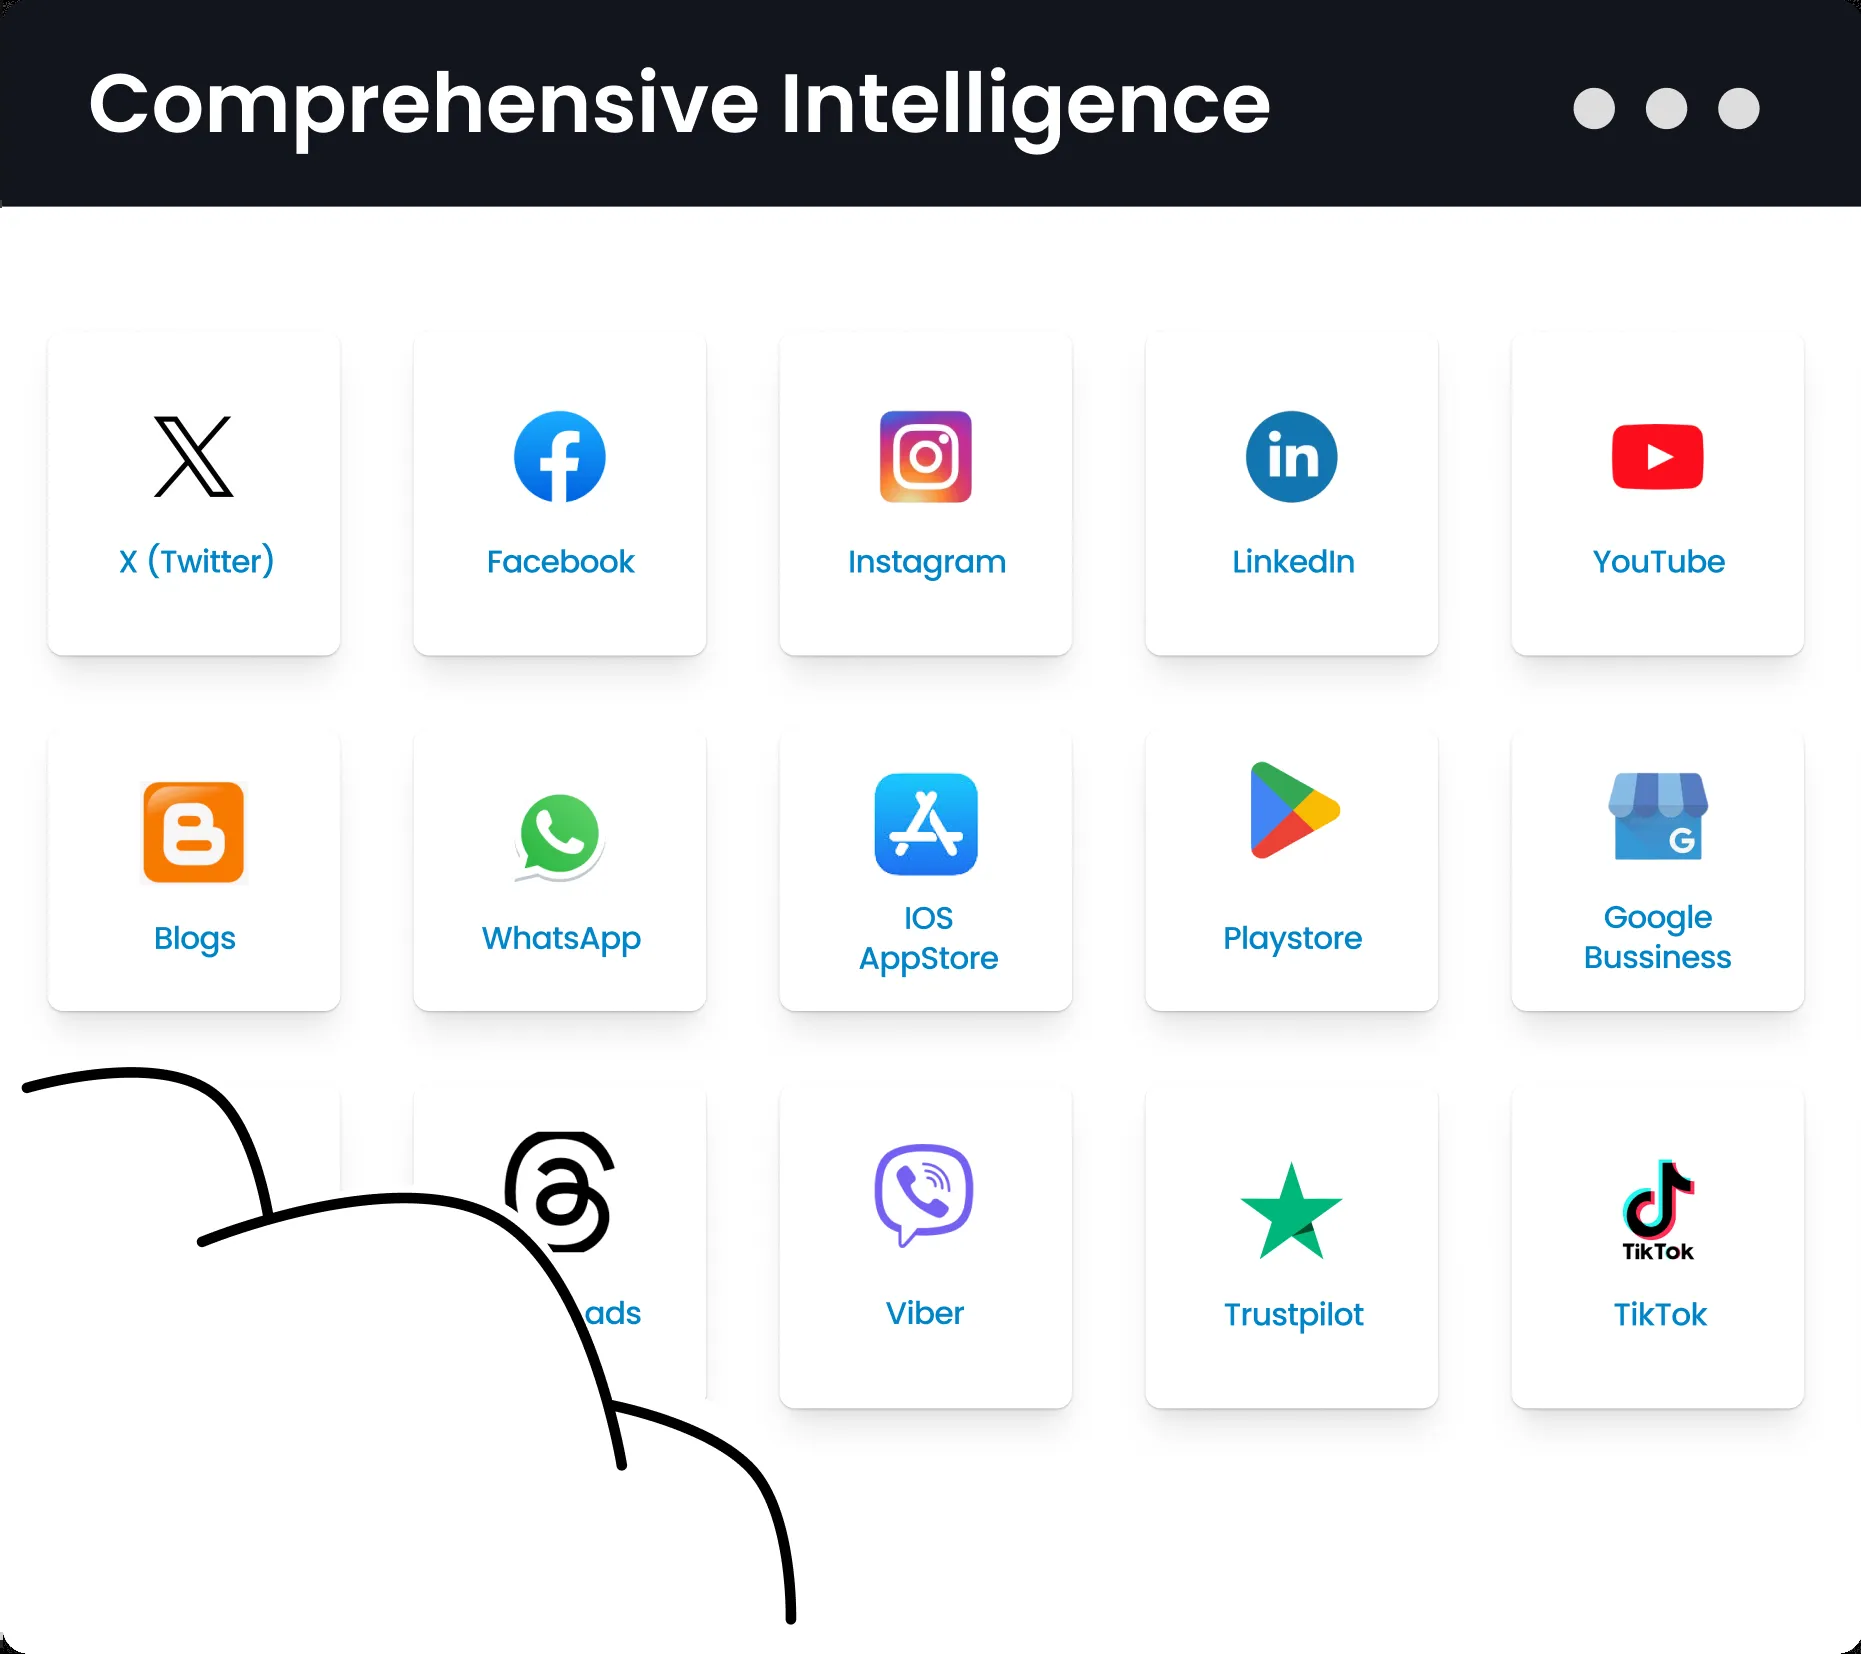 Comprehensive Intelligence
X (Twitter)
Facebook
Instagram
in
LinkedIn
YouTube
Blogs
WhatsApp
IOS
AppStore
Playstore
G
Google
Bussiness
ads
Viber
Trustpilot
TikTok
TikTok